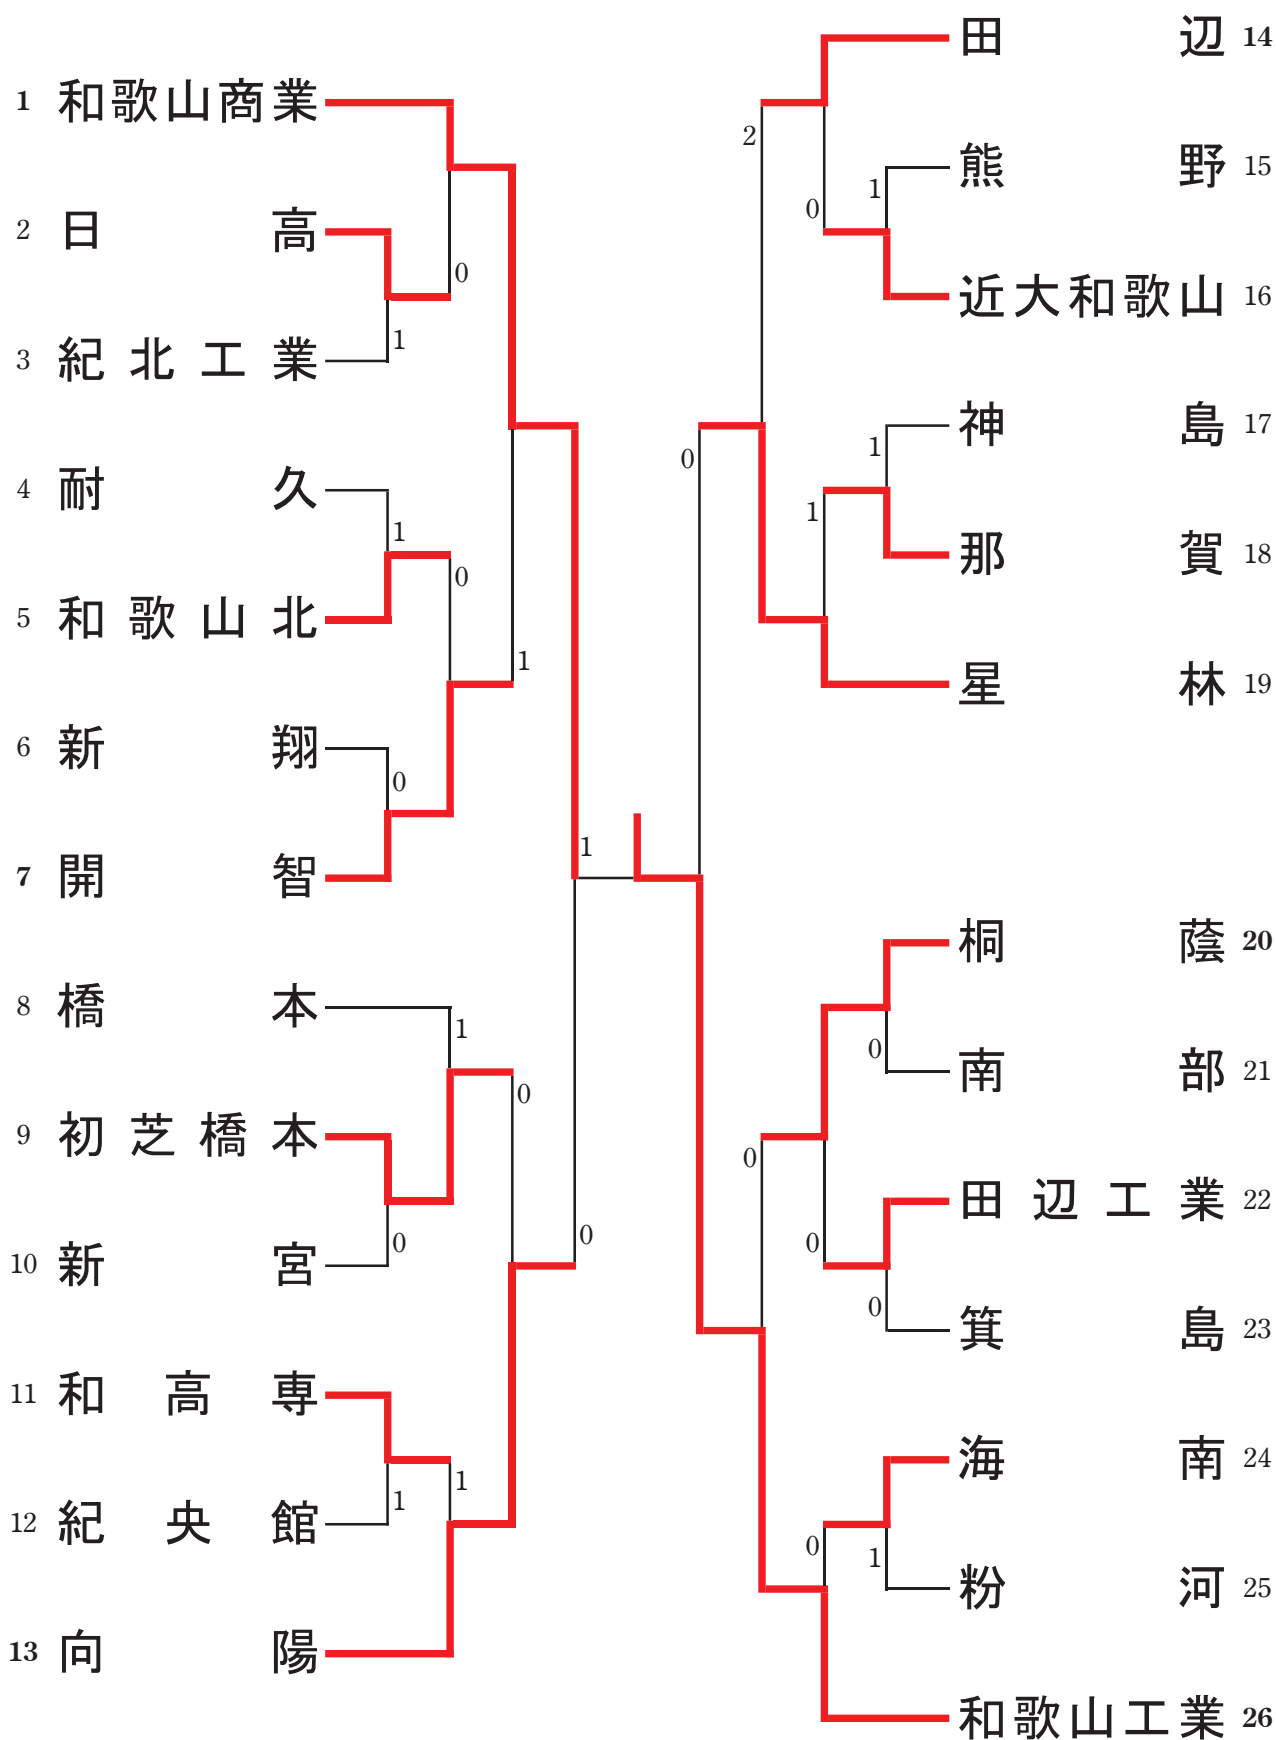 1 和歌山商業
2 日高
0
3 紀北工業
1
4 耐久
1
0
5 和歌山北
1
6 新翔
0
7 開智
1
8 橋本
1
0
9 初芝橋本
0
10 新宮
0
11 和高専
1
12 紀央館
1
13 向陽
田辺 14
2
熊野 15
1
0
近大和歌山 16
神島 17
1
0
1
那賀 18
星林 19
桐蔭 20
南部 21
0
0
田辺工業 22
0
箕島 23
0
海南 24
0
粉河 25
1
和歌山工業 26